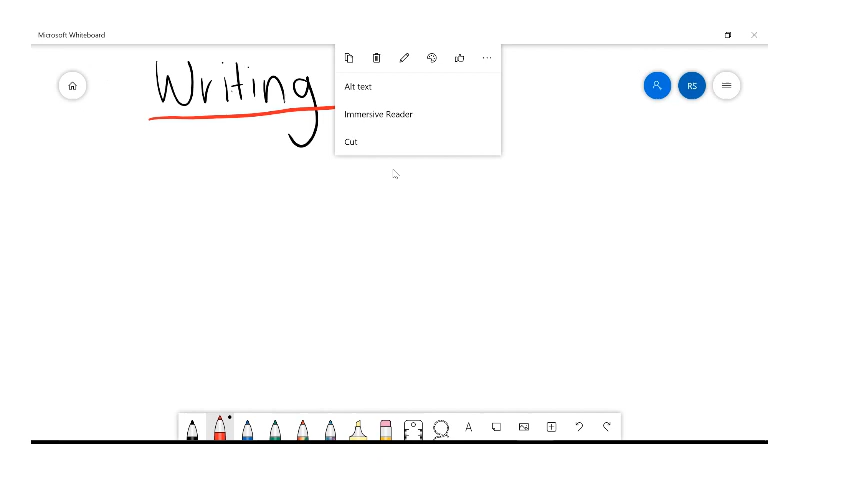 Microsoft Whiteboard
Writing
Alt text
Immersive Reader
Cut
RS
A